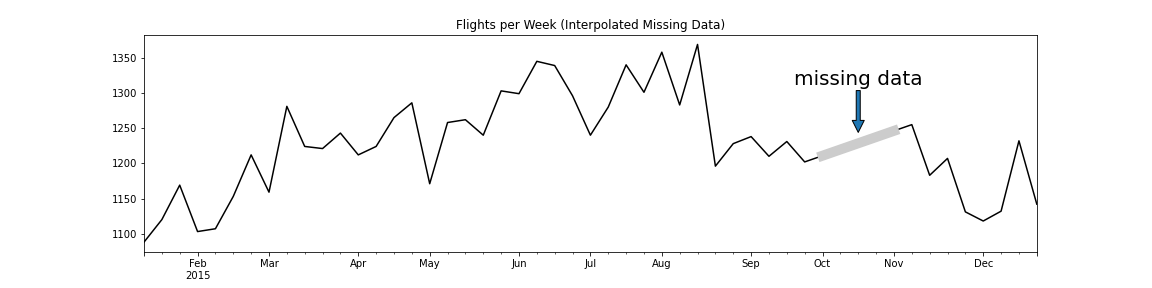 Flights per Week (Interpolated Missing Data)
1350
1300
1250
1200
1150
1100
missing data
Feb Mar Apr May Jun Jul Aug Sep Oct Nov Dec
2015